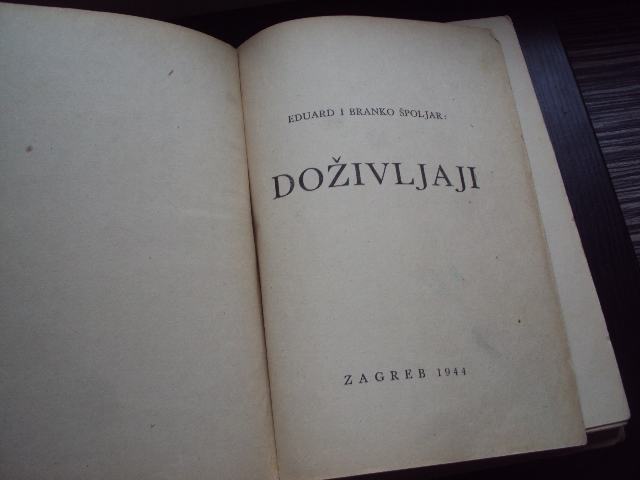 EDUARD I BRANKO ŠPOLJAR:
DOŽIVLJAJI
ZAGREB 1944